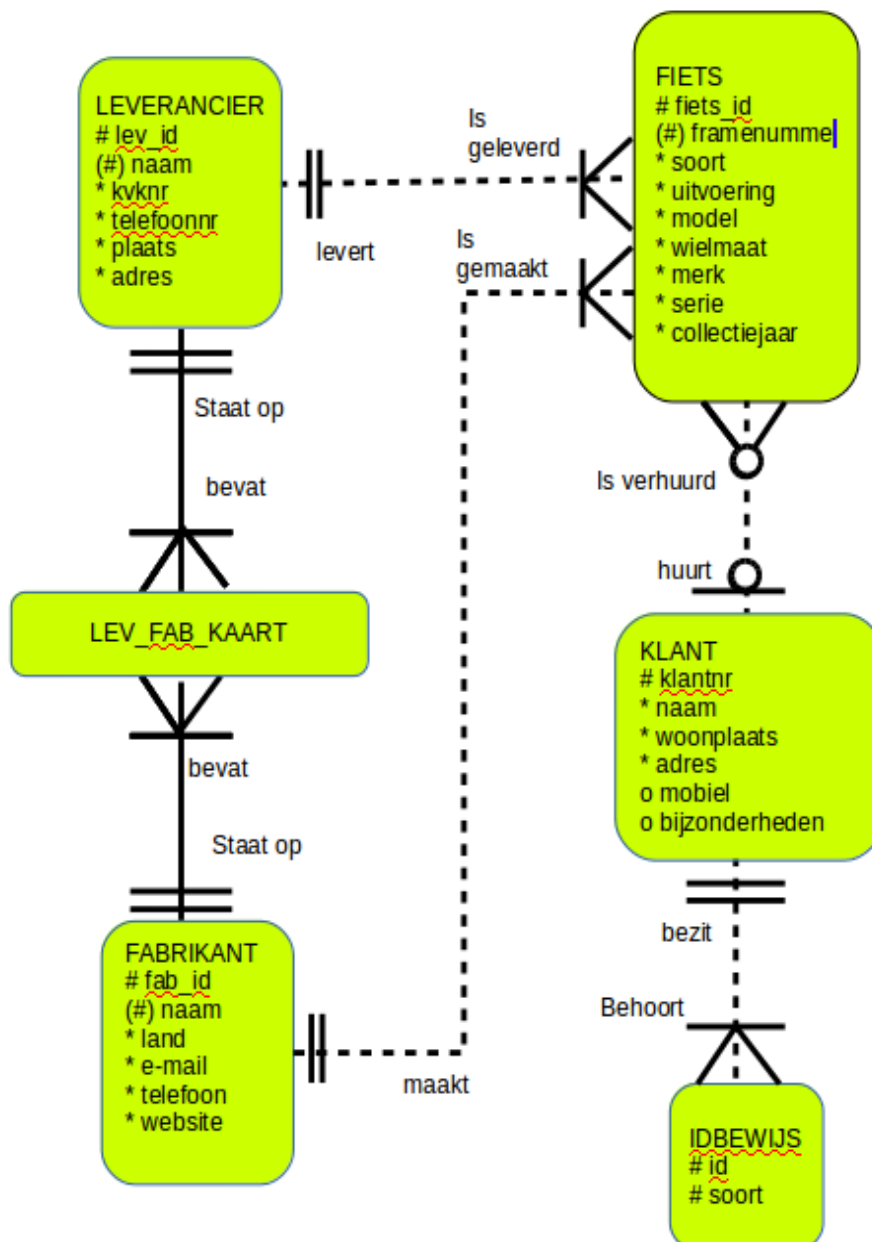 LEVERANCIER
# lev_id
(#) naam
* kvknr
* telefoonnr
* plaats
* adres
Is
geleverd
levert
Is
gemaakt
FIETS
# fiets_id
(#) framenumme
* soort
* uitvoering
* model
* wielmaat
* merk
* serie
* collectiejaar
Staat op
bevat
LEV_FAB_KAART
bevat
Staat op
FABRIKANT
# fab_id
(#) naam
* land
* e-mail
* telefoon
* website
maakt
Is verhuurd
huurt
KLANT
# klantnr
* naam
* woonplaats
* adres
o mobiel
o bijzonderheden
bezit
Behoort
IDBEWIJS
# id
# soort